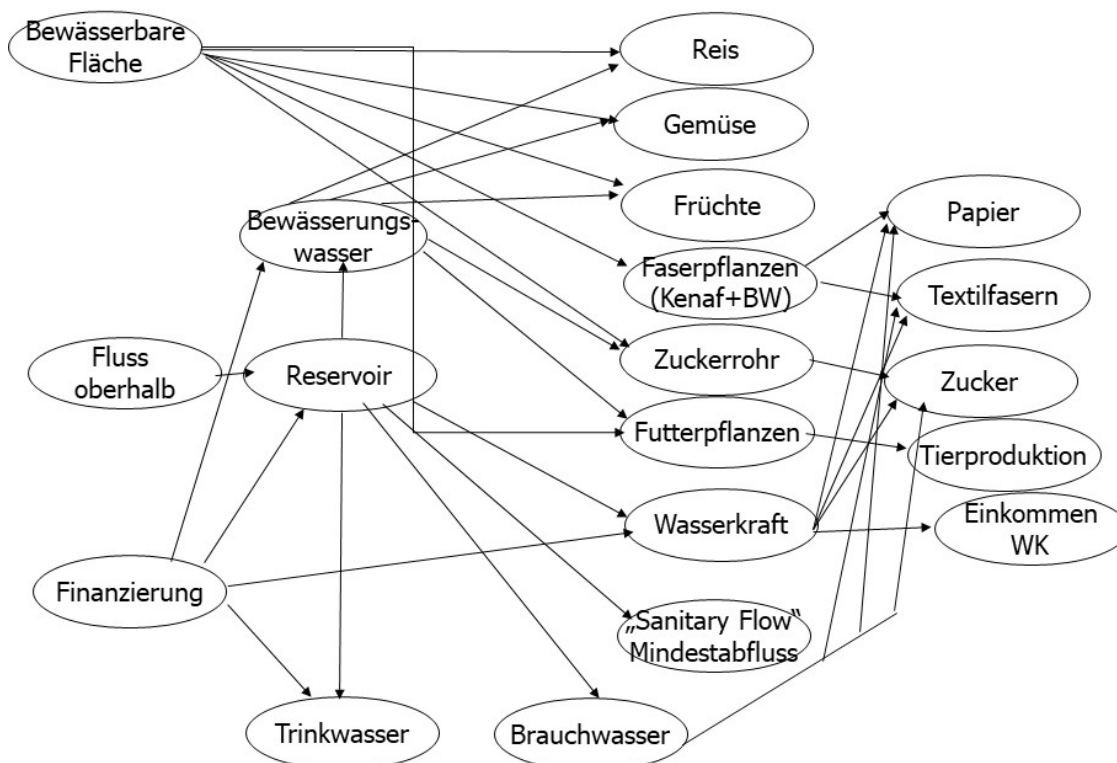 Bewässerbare
Fläche
Reis
Gemüse
Früchte
Bewässerungs-
wasser
Papier
Faserpflanzen
(Kenaf+BW)
Textilfasern
Fluss
oberhalb
Reservoir
Zuckerrohr
Zucker
Futterpflanzen
Tierproduktion
Wasserkraft
Einkommen
WK
Finanzierung
„Sanitary Flow“
Mindestabfluss
Trinkwasser
Brauchwasser